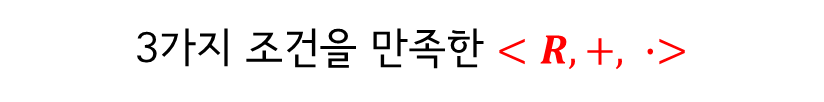 3가지 조건을 만족한 < R, +, ·>